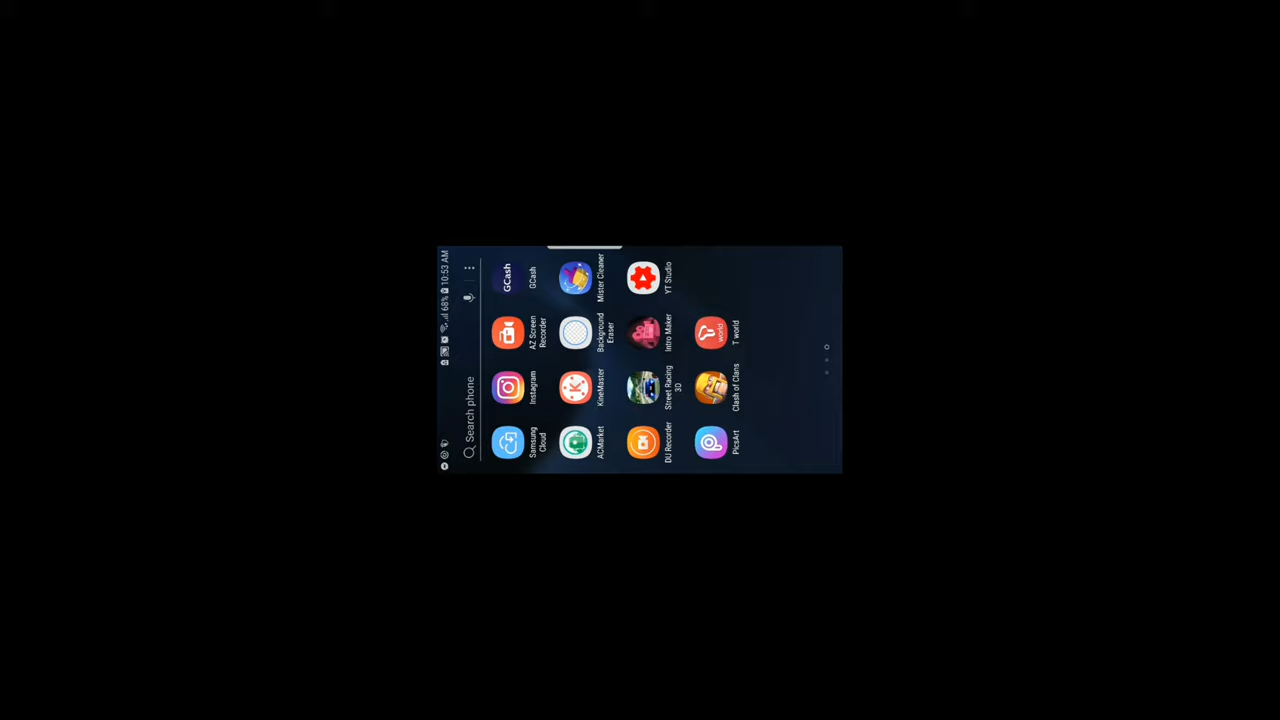 68% 10:53 AM
Search phone
Samsung
Cloud
Instagram
AZ Screen
Recorder
GCash
GCash
ACMarket
KineMaster
Background
Eraser
Mister Cleaner
DU Recorder
Street Racing
3D
Intro Maker
YT Studio
PicsArt
Clash of Clans
world
T world